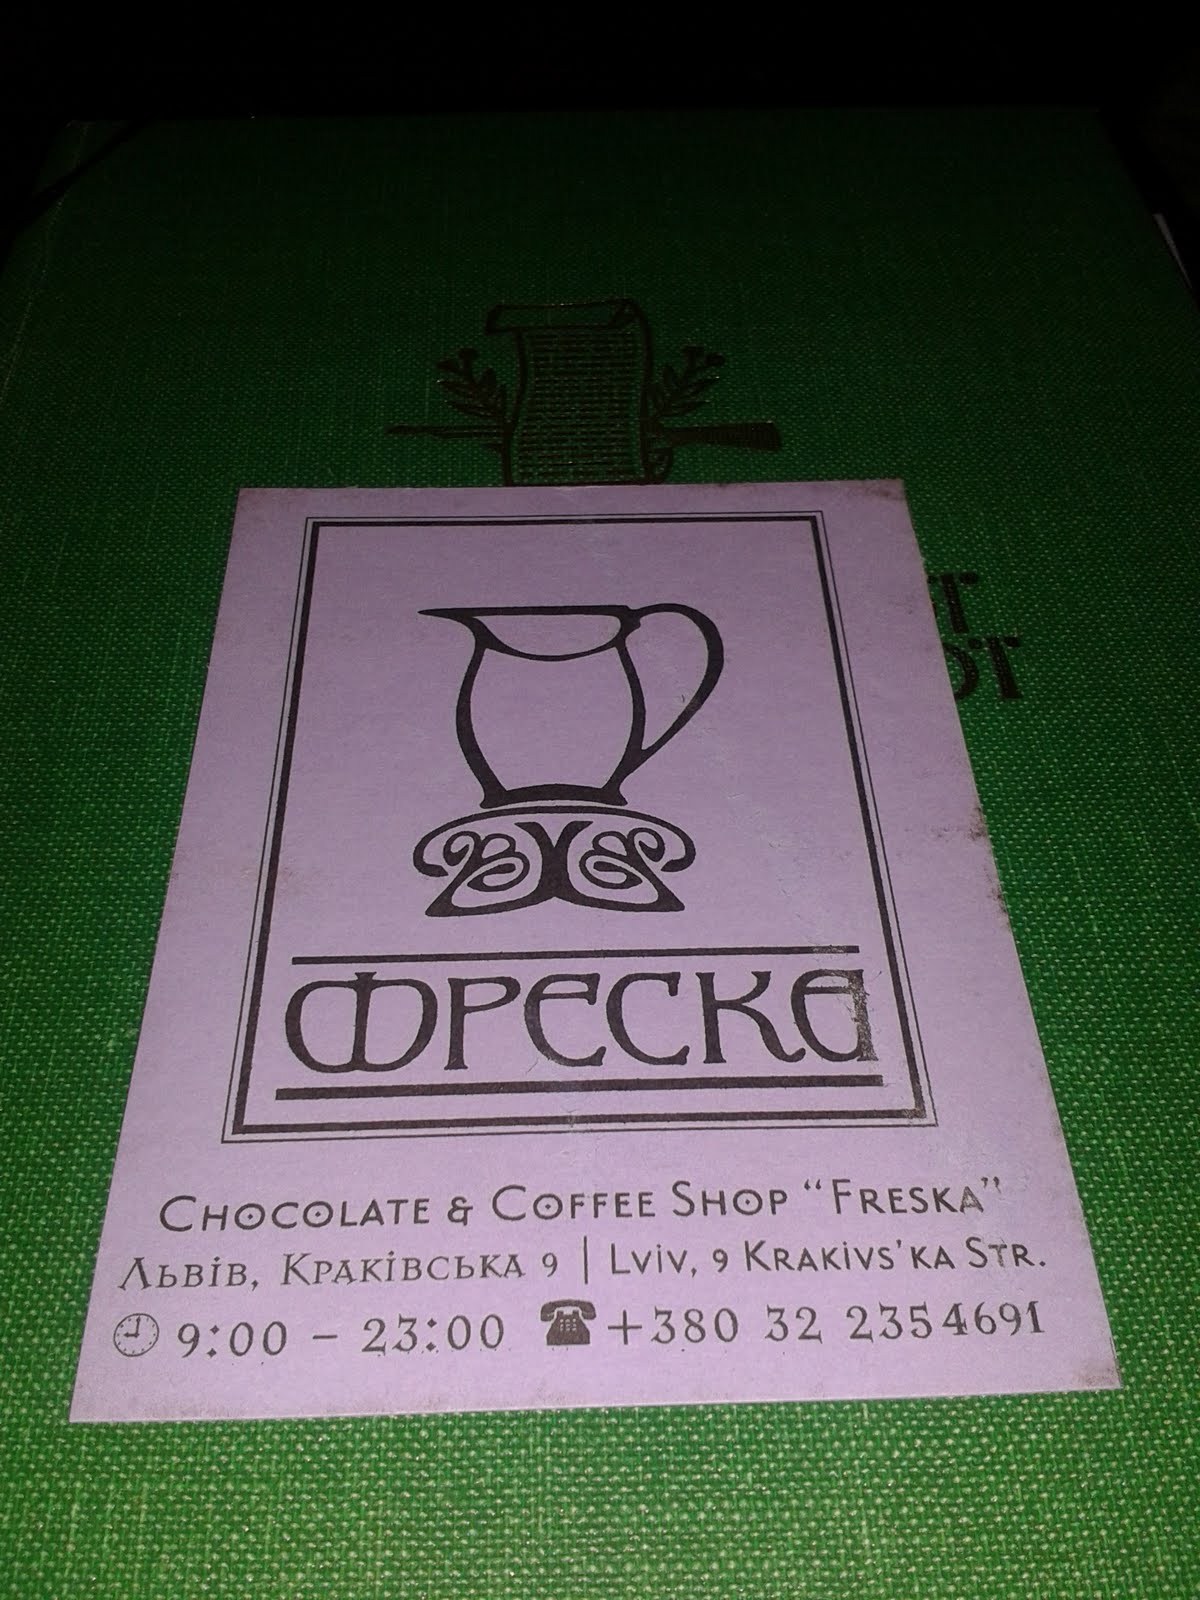 ФРЕСКА
CHOCOLATE & COFFEE SHOP “FRESKA”
ЛЬВІВ, КРАКІВСЬКА 9 | LVIV, 9 KRAKIVS'KA STR.
9:00 – 23:00 +380 32 2354691